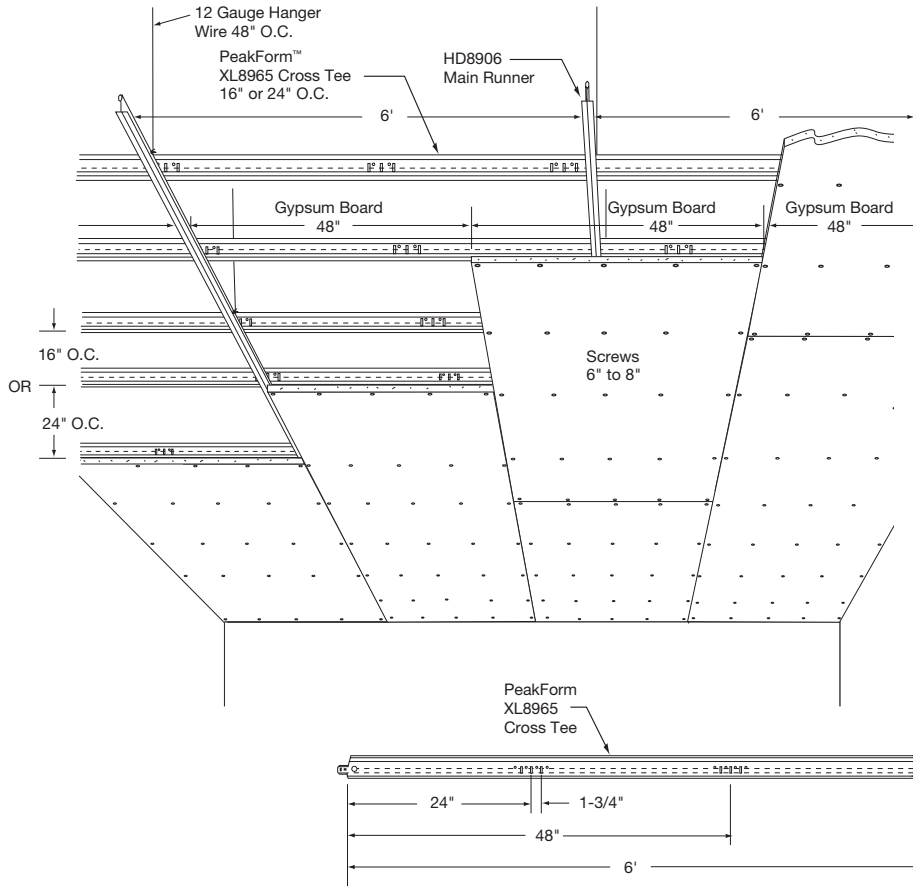 12 Gauge Hanger
Wire 48" O.C.
PeakForm™
XL8965 Cross Tee
16" or 24" O.C.
HD8906
Main Runner
6'
6'
Gypsum Board
48"
Gypsum Board
48"
Gypsum Board
48"
16" O.C.
OR
24" O.C.
Screws
6" to 8"
PeakForm
XL8965
Cross Tee
24"
1-3/4"
48"
6'